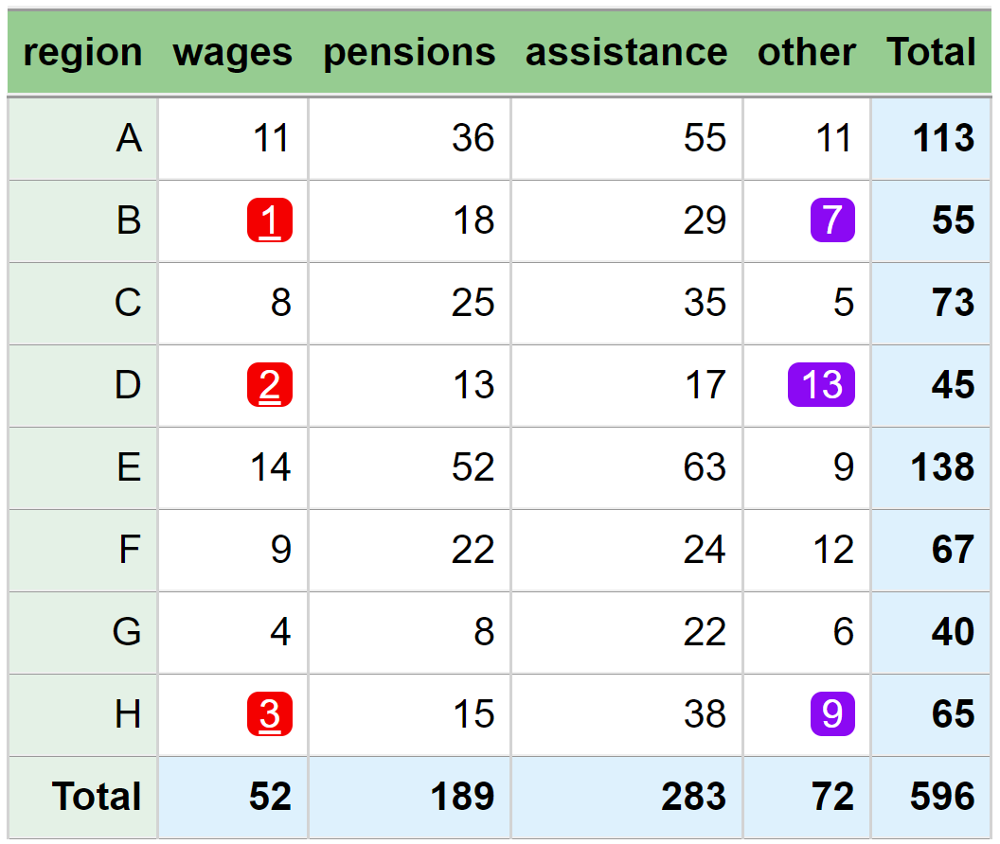 region wages pensions assistance other Total
A 11 36 55 11 113
B 1 18 29 7 55
C 8 25 35 5 73
D 2 13 17 13 45
E 14 52 63 9 138
F 9 22 24 12 67
G 4 8 22 6 40
H 3 15 38 9 65
Total 52 189 283 72 596